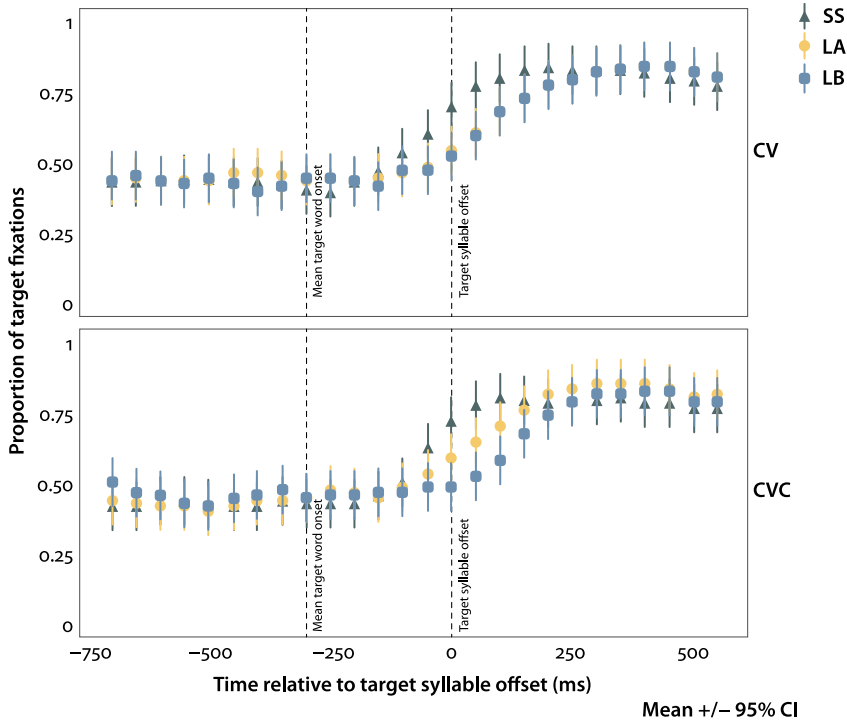 SS
LA
LB
1
0.75
0.50
0.25
0
Mean target word onset
Target syllable offset
CV
Proportion of target fixations
1
0.75
0.50
0.25
0
Mean target word onset
Target syllable offset
CVC
−750
−500
−250
0
250
500
Time relative to target syllable offset (ms)
Mean +/− 95% CI